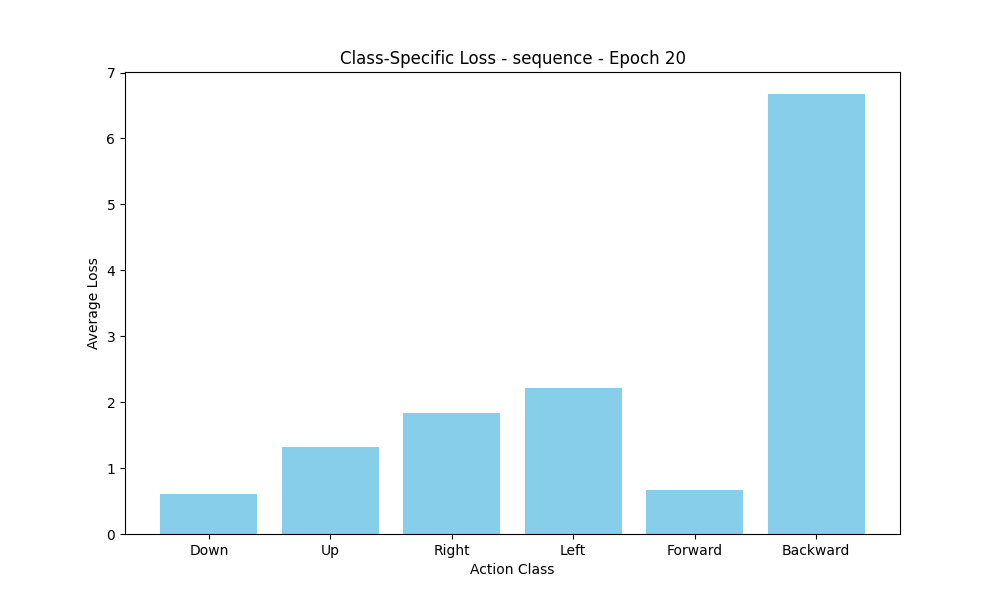 Class-Specific Loss - sequence - Epoch 20
7
6
5
4
3
2
1
0
Average Loss
Down Up Right Left Forward Backward
Action Class